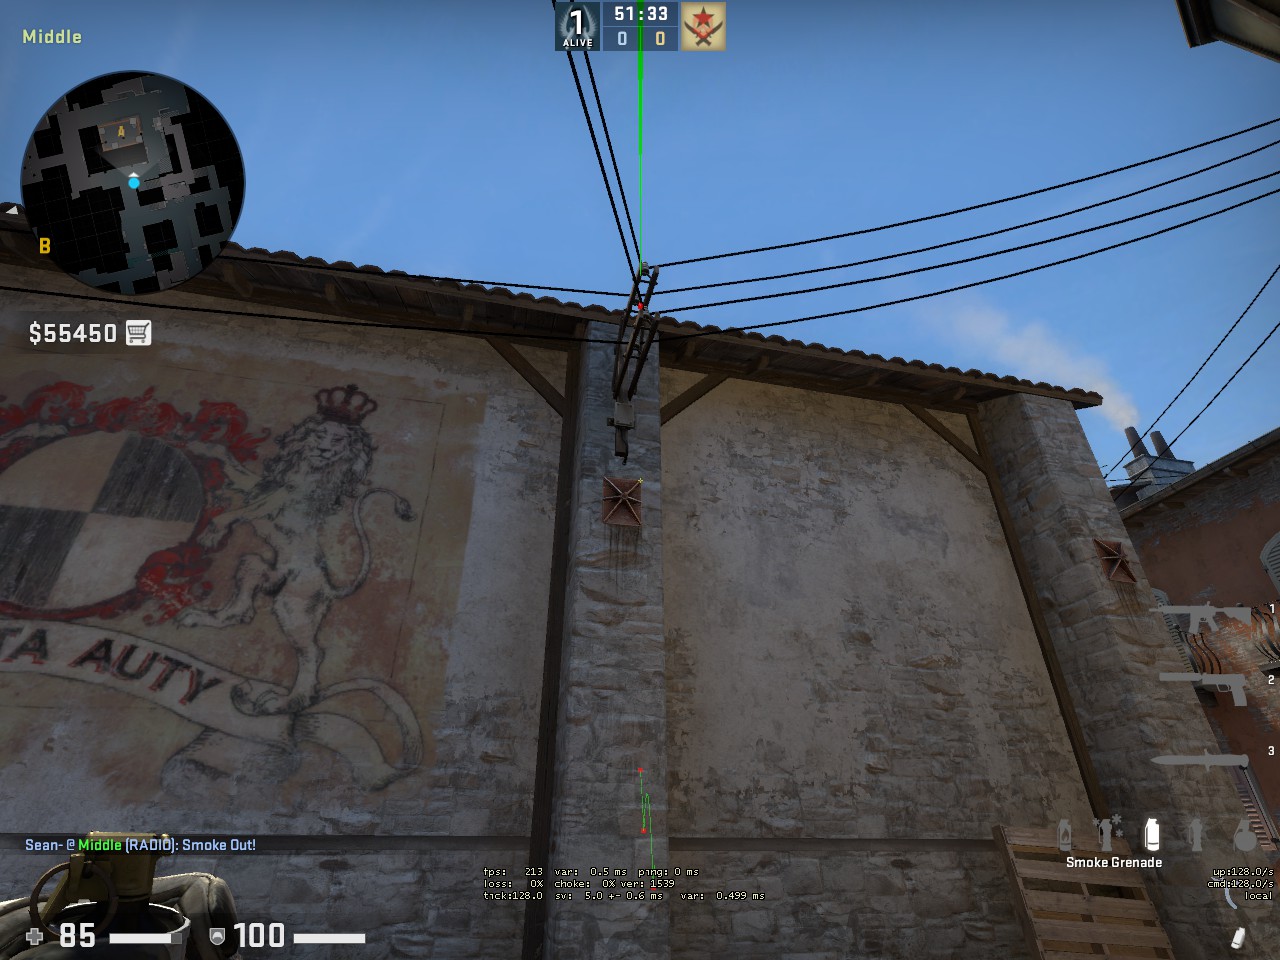 Middle
1
ALIVE
51:33
0 0
A
B
$55450
TA AUTY
1
2
3
Sean- @ Middle (RADIO): Smoke Out!
Smoke Grenade
fps: 213 var: 0.5 ms ping: 0 ms
loss: 0% choke: 0% ver: 1539
tick:128.0 sv: 5.0 +- 0.6 ms var: 0.499 ms
up:128.0/s
cmd:128.0/s
local
85
100